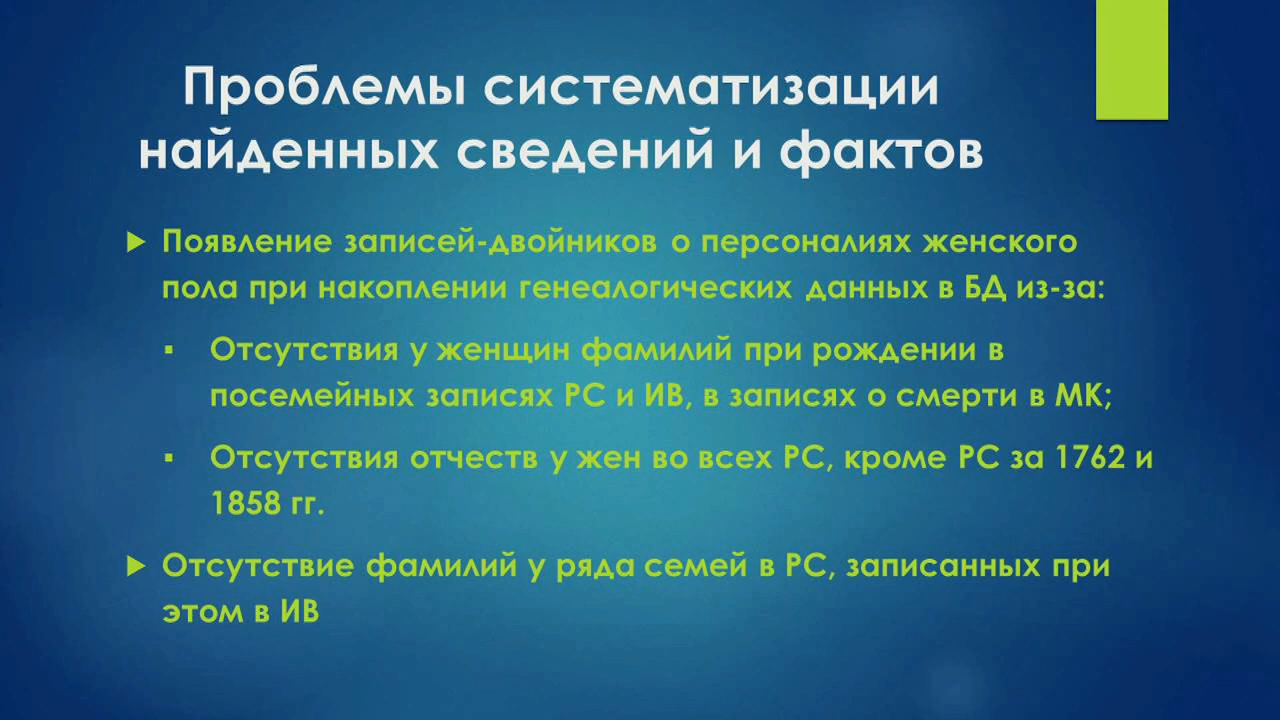 Проблемы систематизации
найденных сведений и фактов
Появление записей-двойников о персоналиях женского
пола при накоплении генеалогических данных в БД из-за:
Отсутствия у женщин фамилий при рождении в
посемейных записях РС и ИВ, в записях о смерти в МК;
Отсутствия отчеств у жен во всех РС, кроме РС за 1762 и
1858 гг.
Отсутствие фамилий у ряда семей в РС, записанных при
этом в ИВ